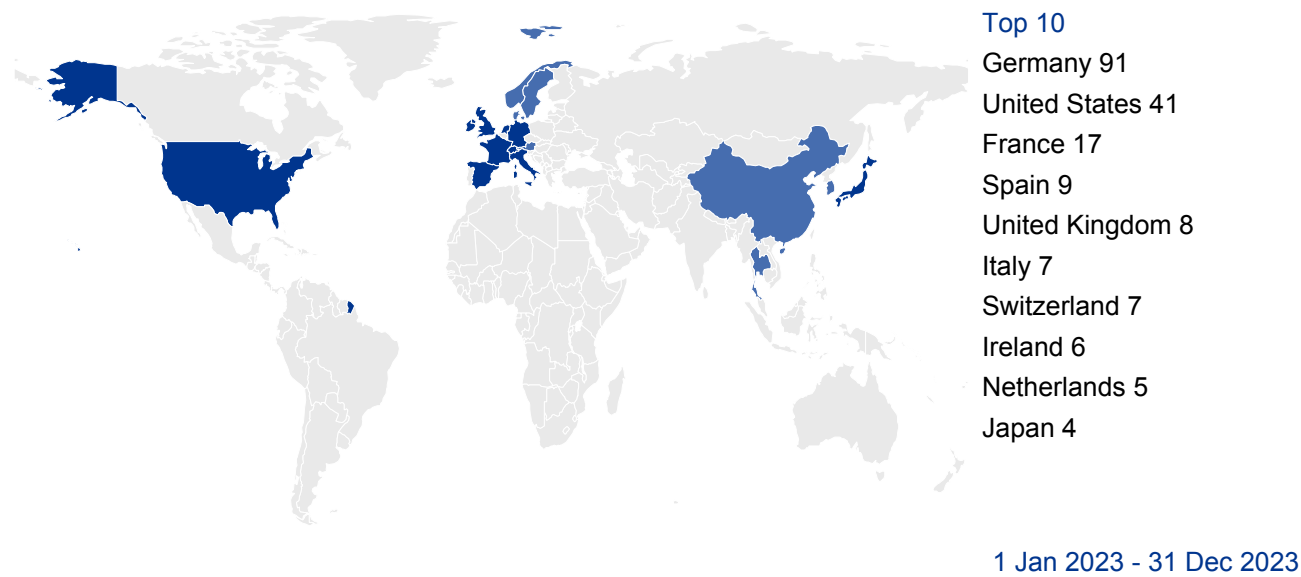 Top 10
Germany 91
United States 41
France 17
Spain 9
United Kingdom 8
Italy 7
Switzerland 7
Ireland 6
Netherlands 5
Japan 4
1 Jan 2023 - 31 Dec 2023